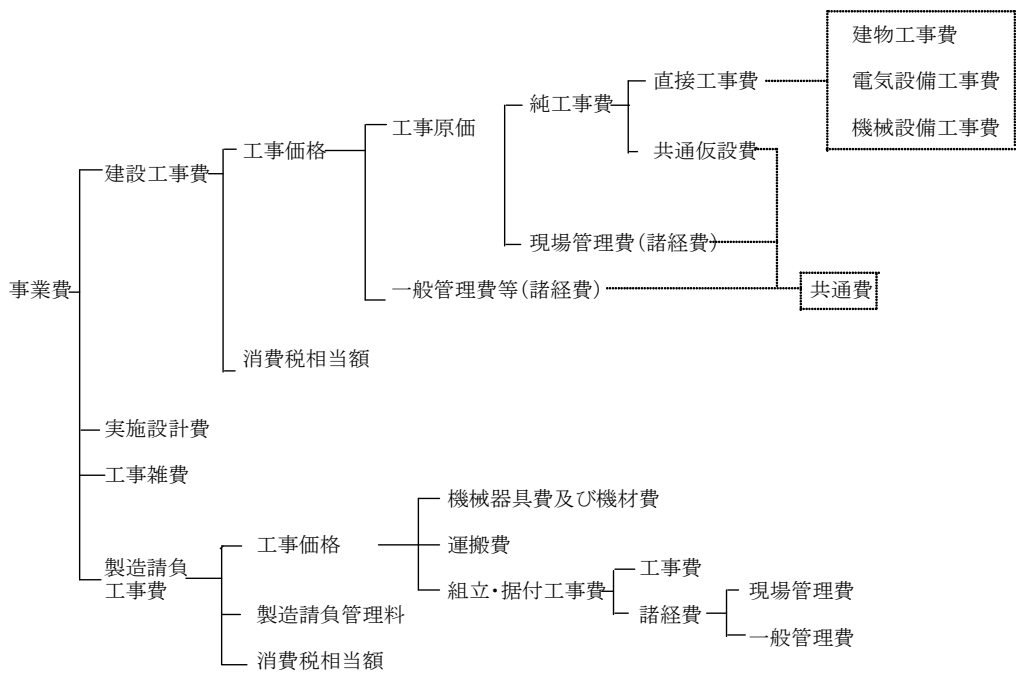 建物工事費
電気設備工事費
機械設備工事費
直接工事費
純工事費
工事原価
工事価格
共通仮設費
建設工事費
現場管理費(諸経費)
事業費
一般管理費等(諸経費)
共通費
消費税相当額
実施設計費
工事雑費
機械器具費及び機材費
工事価格
運搬費
製造請負
工事費
組立・据付工事費
工事費
諸経費
現場管理費
製造請負管理料
一般管理費
消費税相当額